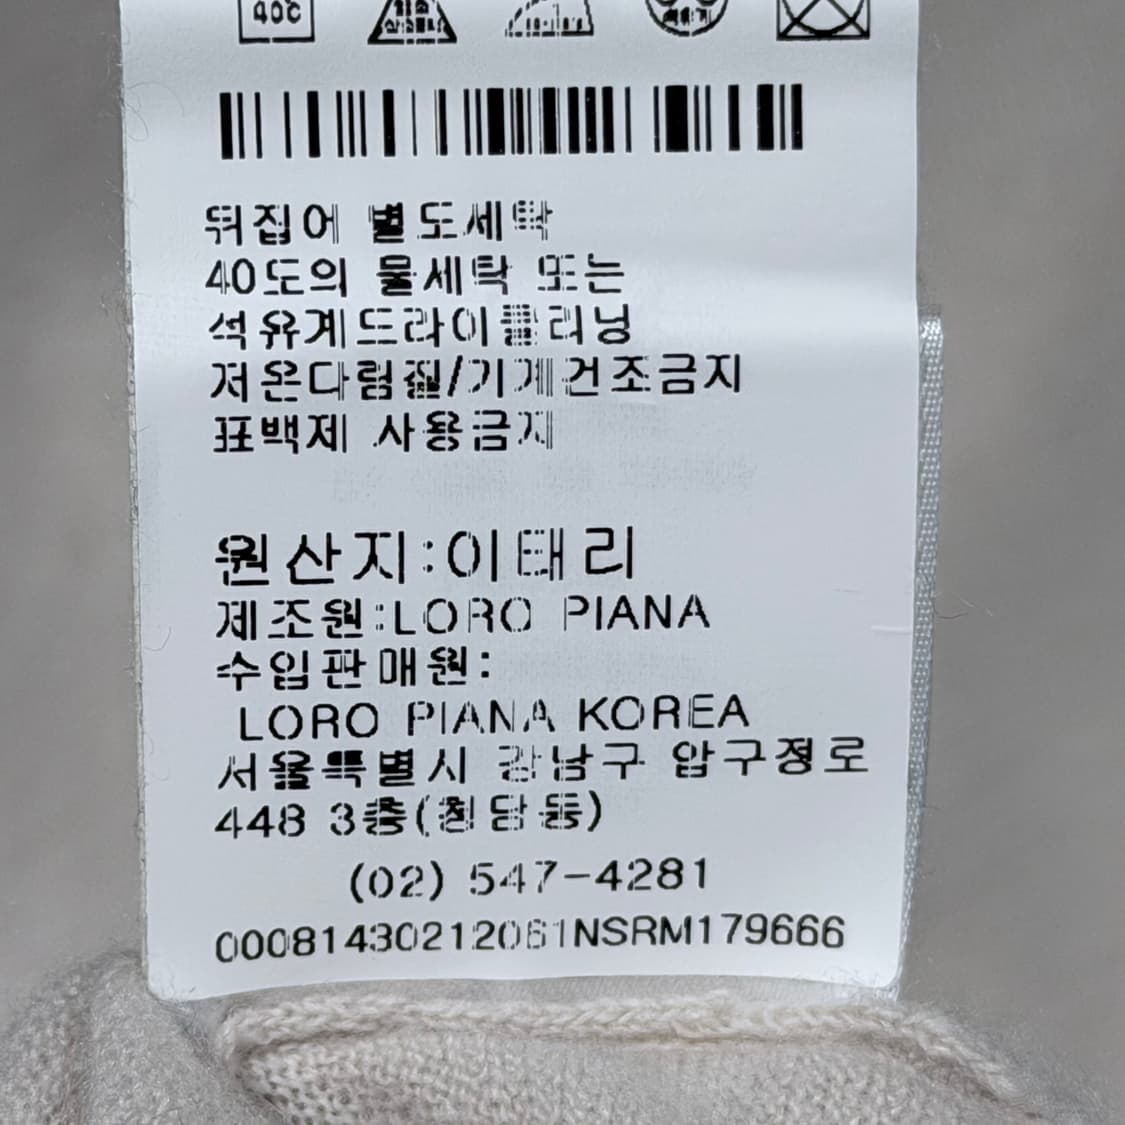 40c
뒤집어 별도세탁
40도의 물세탁 또는
석유계드라이클리닝
저온다림질/기계건조금지
표백제 사용금지
원산지:이태리
제조원:LORO PIANA
수입판매원:
LORO PIANA KOREA
서울특별시 강남구 압구정로
448 3층(청담동)
(02) 547-4281
00081430212061NSRM179666